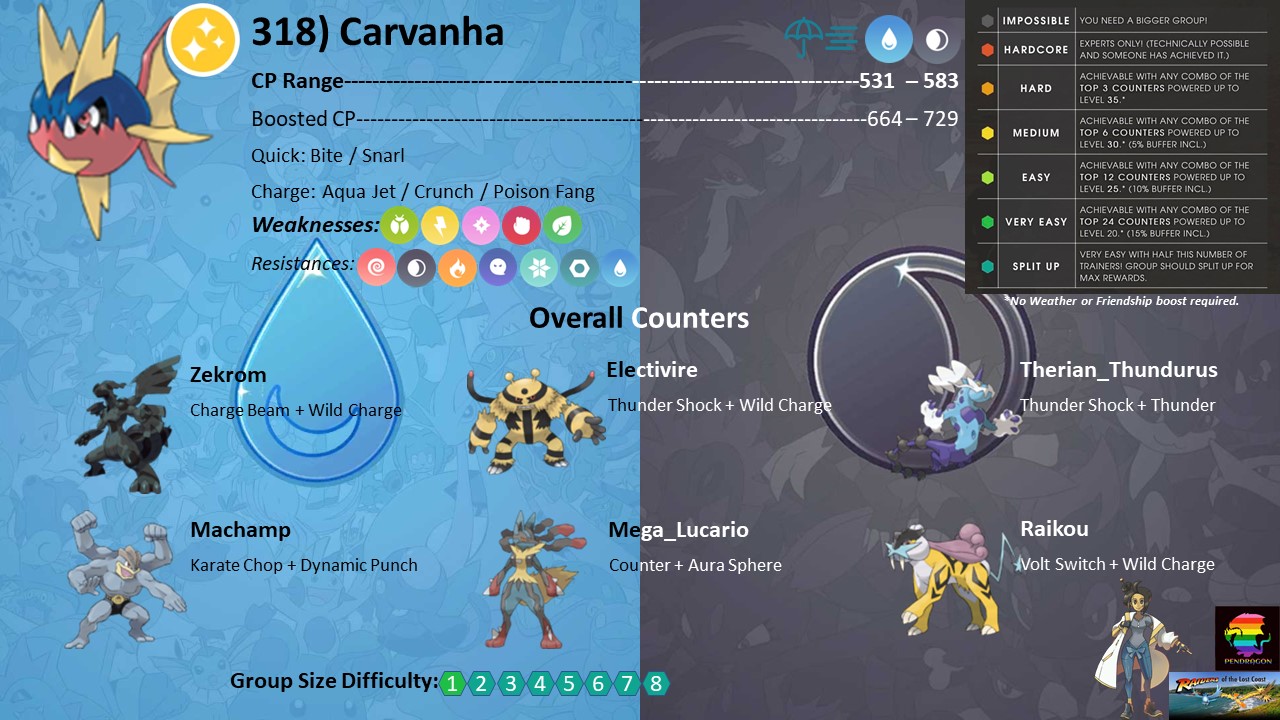 318) Carvanha
CP Range------------------------------------------------------------------------531 – 583
Boosted CP------------------------------------------------------------------------664 – 729
Quick: Bite / Snarl
Charge: Aqua Jet / Crunch / Poison Fang
Weaknesses:
Resistances:
IMPOSSIBLE YOU NEED A BIGGER GROUP!
HARDCORE EXPERTS ONLY! (TECHNICALLY POSSIBLE
AND SOMEONE HAS ACHIEVED IT.)
HARD ACHIEVABLE WITH ANY COMBO OF THE
TOP 3 COUNTERS POWERED UP TO
LEVEL 35.*
MEDIUM ACHIEVABLE WITH ANY COMBO OF THE
TOP 6 COUNTERS POWERED UP TO
LEVEL 30.* (5% BUFFER INCL.)
EASY ACHIEVABLE WITH ANY COMBO OF THE
TOP 12 COUNTERS POWERED UP TO
LEVEL 25.* (10% BUFFER INCL.)
VERY EASY ACHIEVABLE WITH ANY COMBO OF THE
TOP 24 COUNTERS POWERED UP TO
LEVEL 20.* (15% BUFFER INCL.)
SPLIT UP VERY EASY WITH HALF THIS NUMBER OF
TRAINERS! GROUP SHOULD SPLIT UP FOR
MAX REWARDS.
*No Weather or Friendship boost required.
Overall Counters
Zekrom
Charge Beam + Wild Charge
Electivire
Thunder Shock + Wild Charge
Therian_Thundurus
Thunder Shock + Thunder
Machamp
Karate Chop + Dynamic Punch
Mega_Lucario
Counter + Aura Sphere
Raikou
Volt Switch + Wild Charge
Group Size Difficulty: 1 2 3 4 5 6 7 8
PENDRAGON
RAIDERS of the Lost Coast